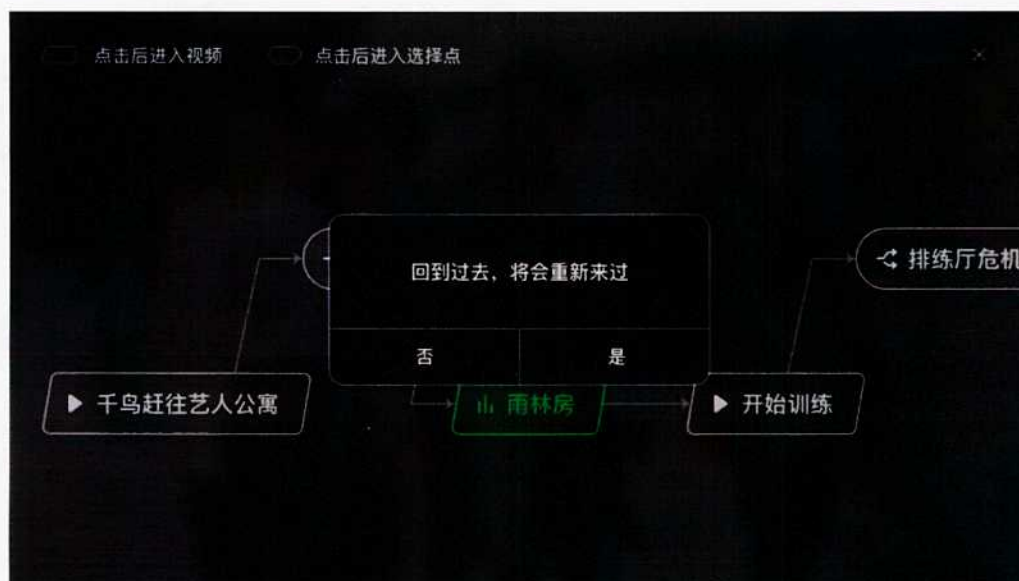 点击后进入视频
点击后进入选择点
回到过去，将会重新来过
否
是
排练厅危机
千鸟赶往艺人公寓
雨林房
开始训练